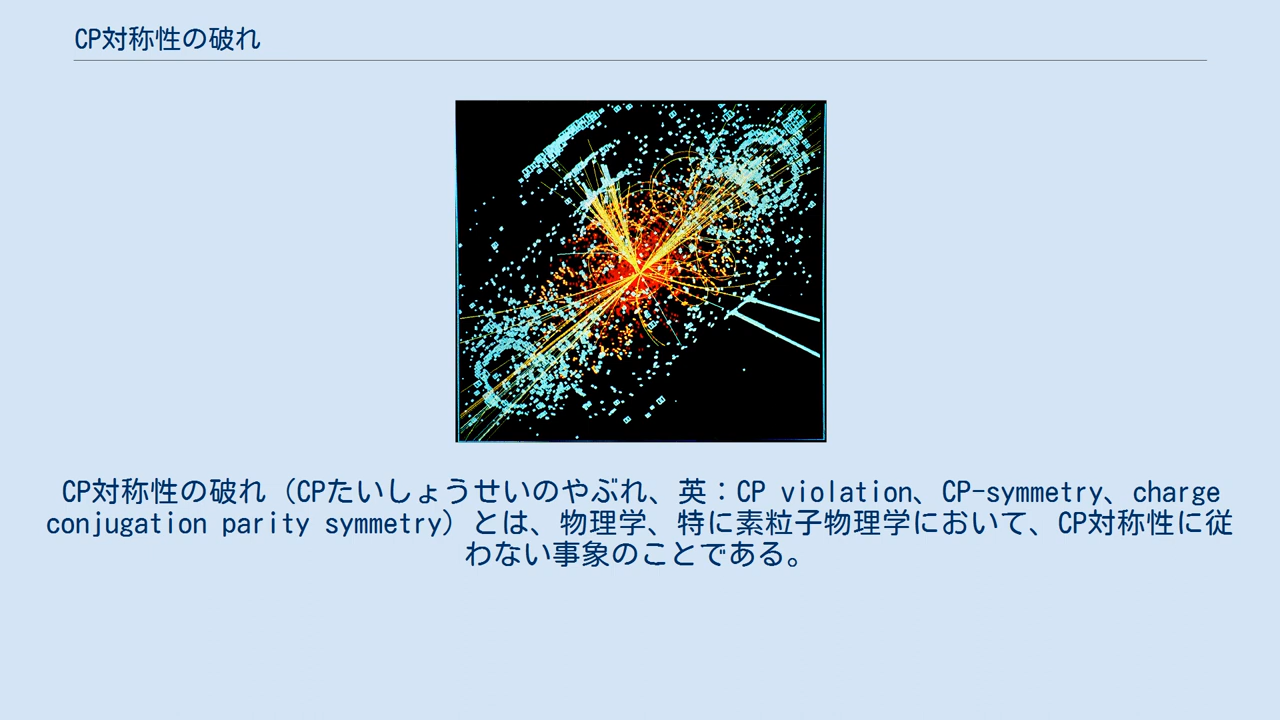 CP対称性の破れ
CP対称性の破れ（CPたいしょうせいのやぶれ、英：CP violation、CP-symmetry、charge
conjugation parity symmetry）とは、物理学、特に素粒子物理学において、CP対称性に従
わない事象のことである。